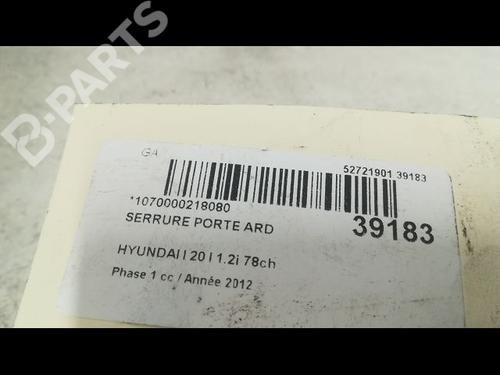 B-PARTS
GA
52721901 39183
*1070000218080
39183
SERRURE PORTE ARD
HYUNDAI I 20 I 1.2i 78ch
Phase 1 cc / Année 2012